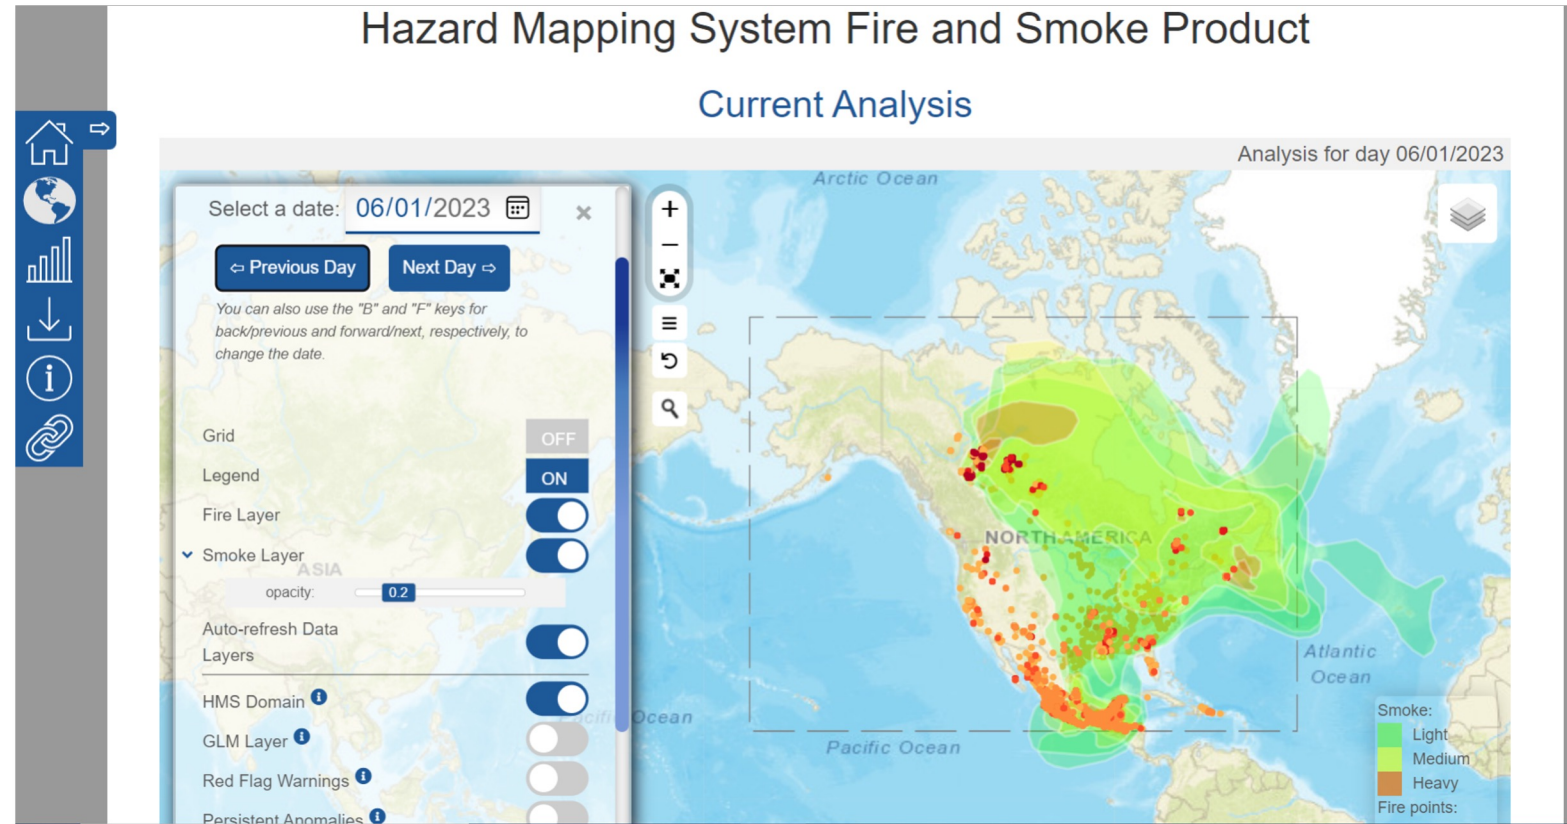 Hazard Mapping System Fire and Smoke Product
Current Analysis
Analysis for day 06/01/2023
Select a date: 06/01/2023
×
⇨
⇦ Previous Day
Next Day ⇨
You can also use the "B" and "F" keys for
back/previous and forward/next, respectively, to
change the date.
Grid OFF
Legend ON
Fire Layer
Smoke Layer
opacity: 0.2
Auto-refresh Data
Layers
HMS Domain i
GLM Layer i
Red Flag Warnings i
Persistent Anomalies i
ASIA
Pacific Ocean
+
−
Arctic Ocean
NORTH AMERICA
Pacific Ocean
Atlantic
Ocean
Smoke:
Light
Medium
Heavy
Fire points: